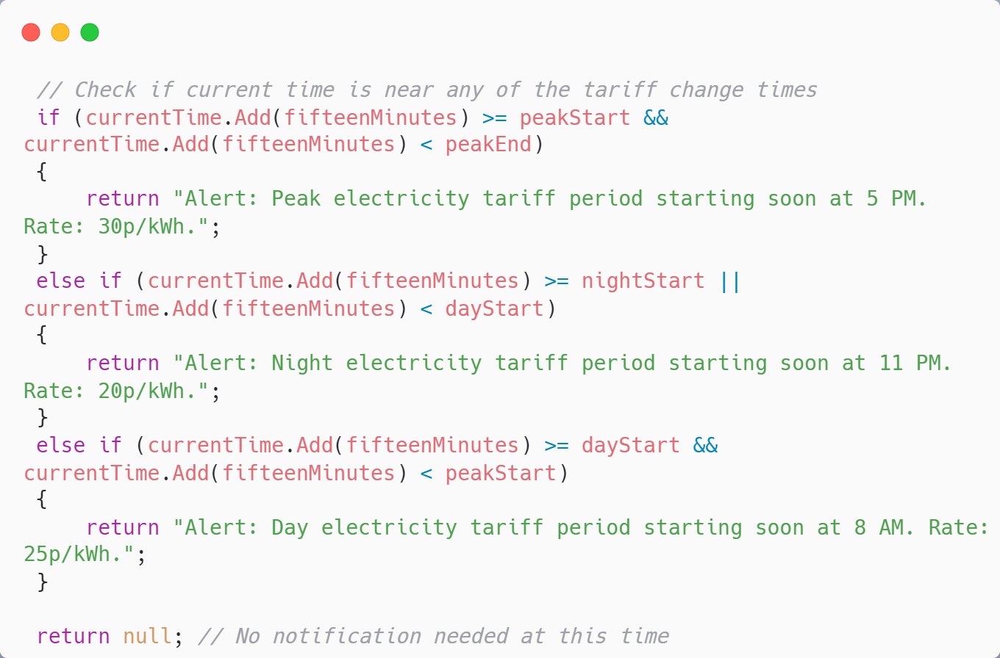 // Check if current time is near any of the tariff change times
if (currentTime.Add(fifteenMinutes) >= peakStart &&
currentTime.Add(fifteenMinutes) < peakEnd)
{
return "Alert: Peak electricity tariff period starting soon at 5 PM.
Rate: 30p/kWh.";
}
else if (currentTime.Add(fifteenMinutes) >= nightStart ||
currentTime.Add(fifteenMinutes) < dayStart)
{
return "Alert: Night electricity tariff period starting soon at 11 PM.
Rate: 20p/kWh.";
}
else if (currentTime.Add(fifteenMinutes) >= dayStart &&
currentTime.Add(fifteenMinutes) < peakStart)
{
return "Alert: Day electricity tariff period starting soon at 8 AM. Rate:
25p/kWh.";
}
return null; // No notification needed at this time